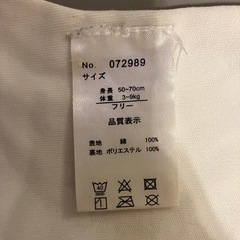 No. 072989
サイズ
身長 50-70cm
体重 3-9kg
フリー
品質表示
表地 綿 100%
裏地 ポリエステル 100%
40